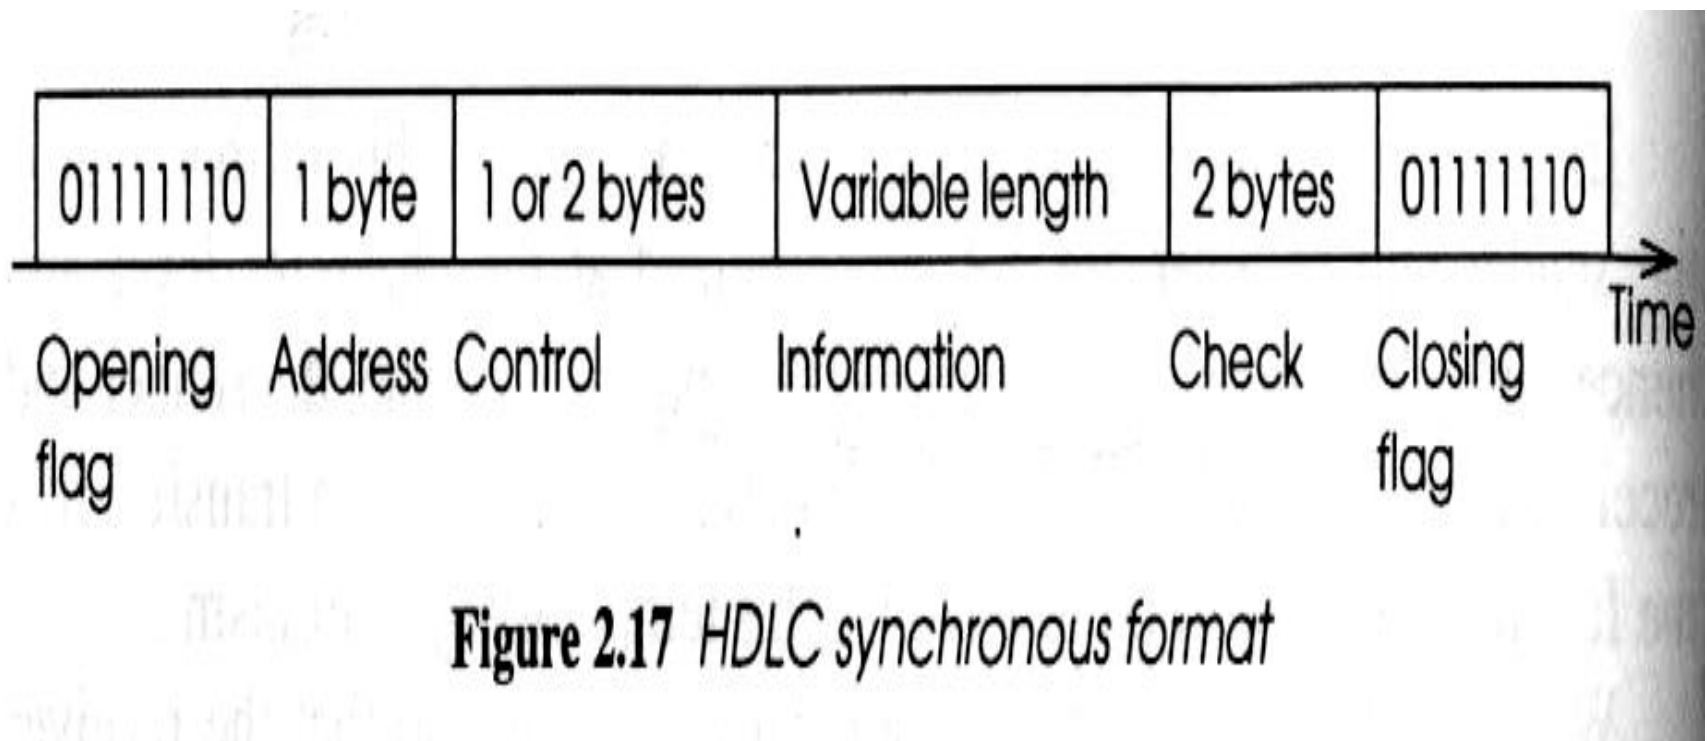 01111110 1 byte 1 or 2 bytes Variable length 2 bytes 01111110
Time
Opening Address Control Information Check Closing
flag flag
Figure 2.17 HDLC synchronous format